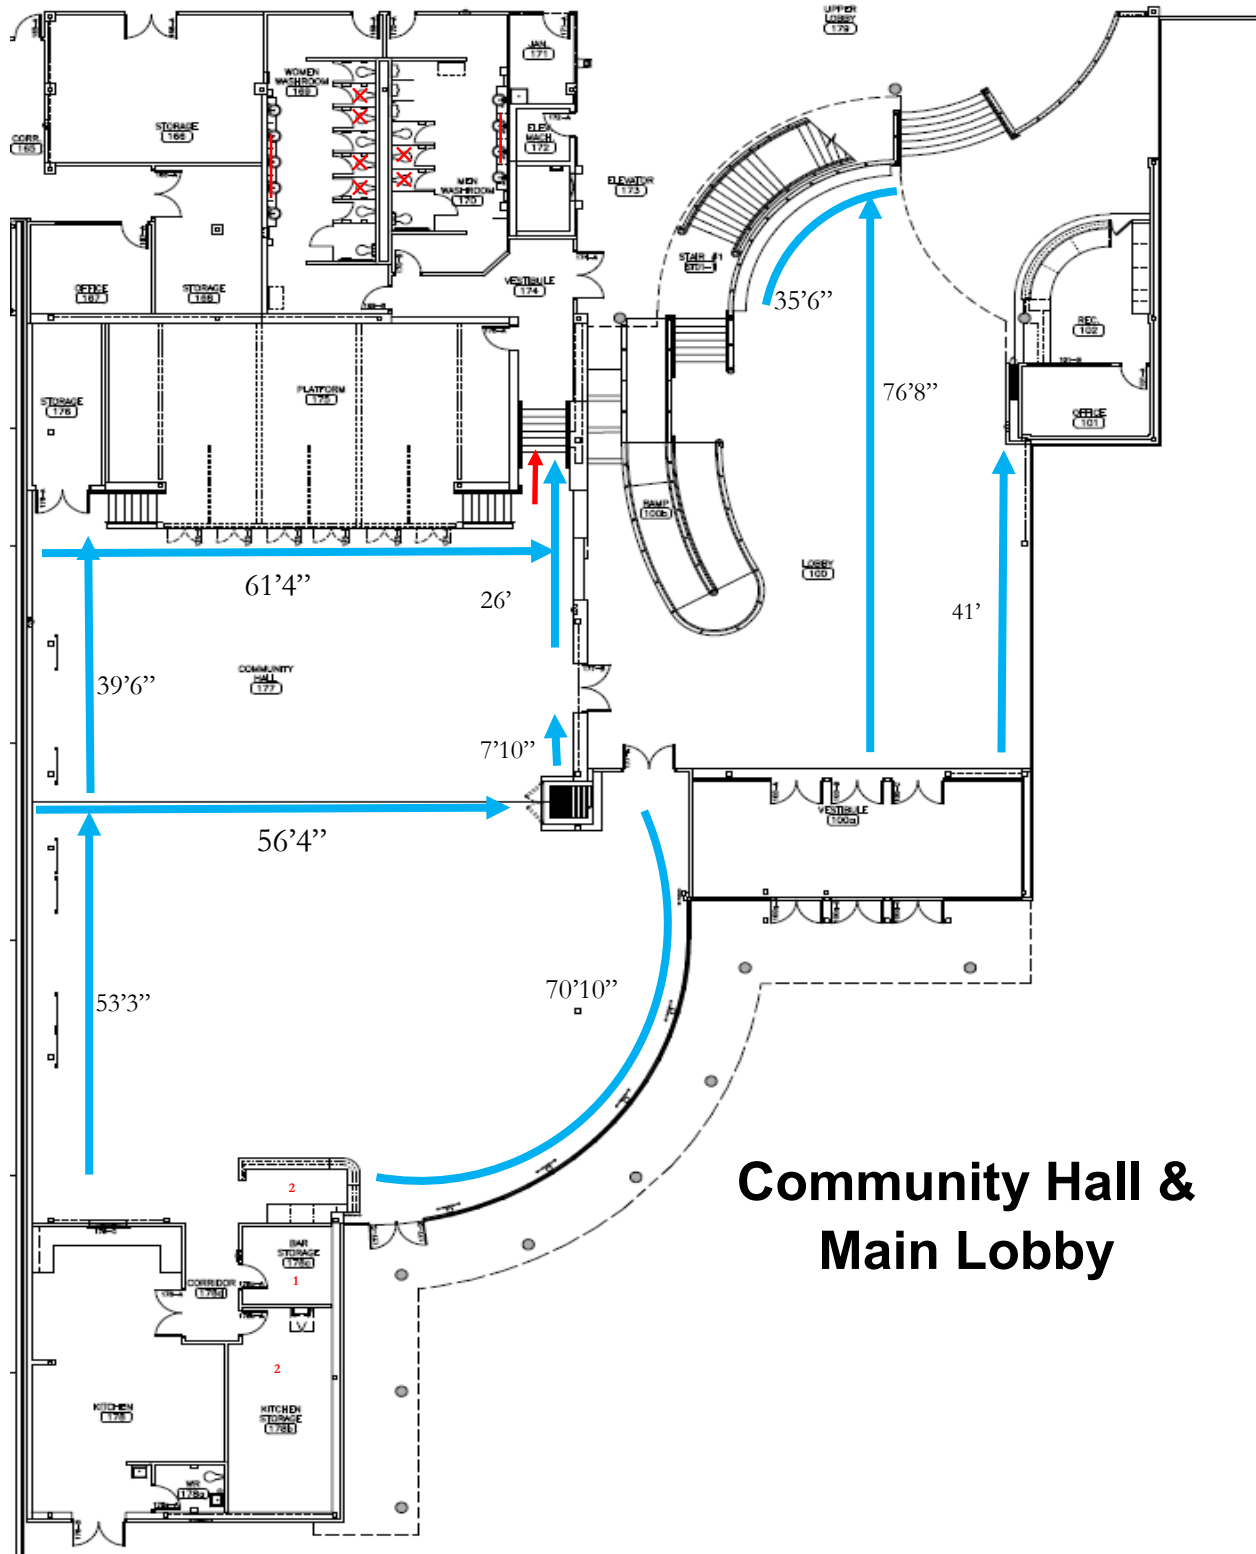 UPPER
LOBBY
179
JAN.
171
WOMEN
WASHROOM
169
STORAGE
166
CORR.
165
ELEV.
MACH.
172
MEN
WASHROOM
170
ELEVATOR
173
STAIR #1
ST01-1
VESTIBULE
174
OFFICE
167
STORAGE
168
35'6”
REC.
102
PLATFORM
175
76'8”
STORAGE
176
OFFICE
101
RAMP
100b
LOBBY
100
61'4”
26'
41'
COMMUNITY
HALL
177
39'6”
7'10”
VESTIBULE
100a
56'4”
53'3”
70'10”
Community Hall &
Main Lobby
2
BAR
STORAGE
178c
1
CORRIDOR
178d
2
KITCHEN
178
KITCHEN
STORAGE
178b
WR
178a